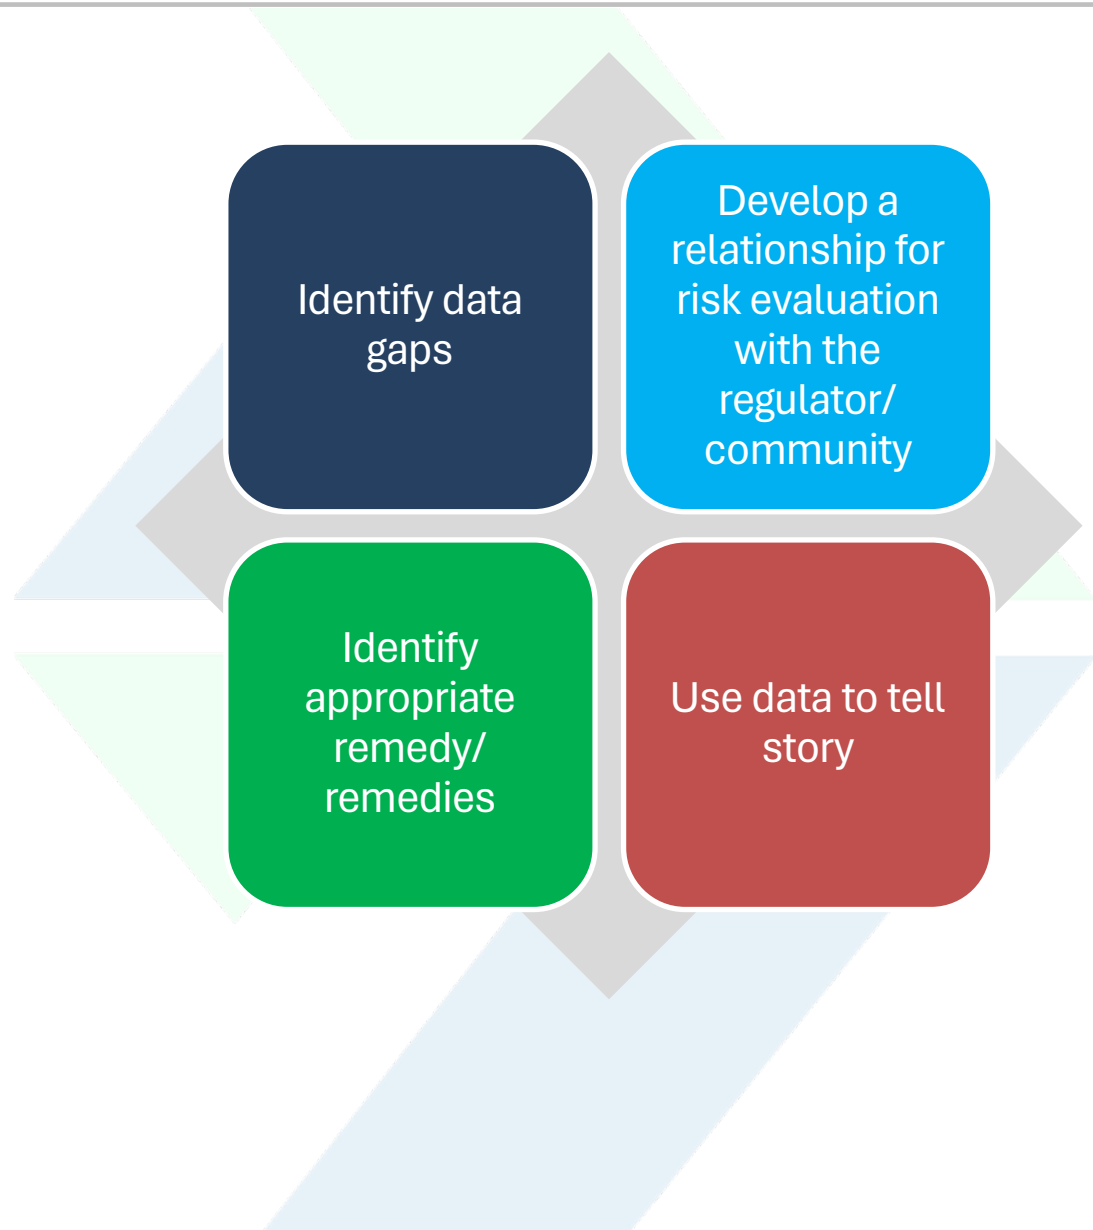 Identify data
gaps
Develop a
relationship for
risk evaluation
with the
regulator/
community
Identify
appropriate
remedy/
remedies
Use data to tell
story